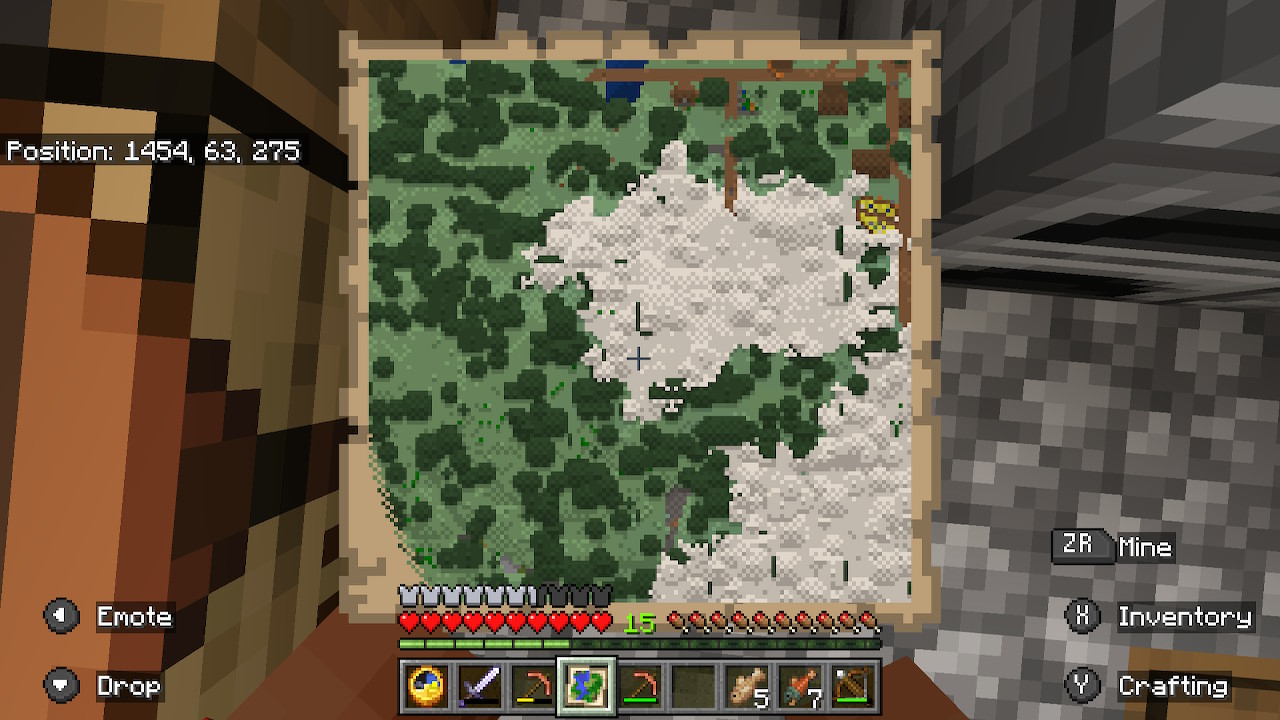 Position: 1454, 63, 275
ZR Mine
Emote
X Inventory
15
Drop
5
7
Y Crafting